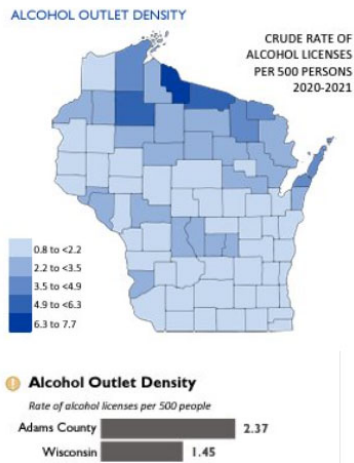 ALCOHOL OUTLET DENSITY
CRUDE RATE OF
ALCOHOL LICENSES
PER 500 PERSONS
2020-2021
0.8 to <2.2
2.2 to <3.5
3.5 to <4.9
4.9 to <6.3
6.3 to 7.7
Alcohol Outlet Density
Rate of alcohol licenses per 500 people
Adams County 2.37
Wisconsin 1.45